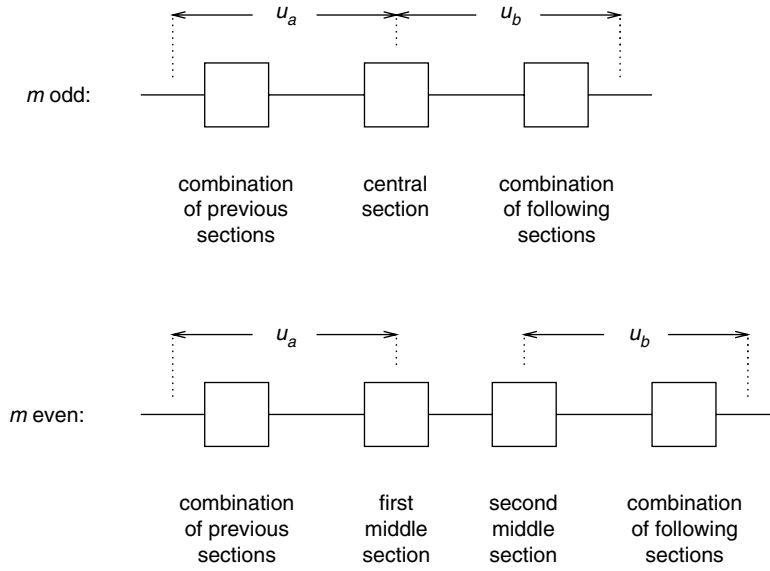 u_a u_b
m odd:
combination of previous sections
central section
combination of following sections
u_a u_b
m even:
combination of previous sections
first middle section
second middle section
combination of following sections